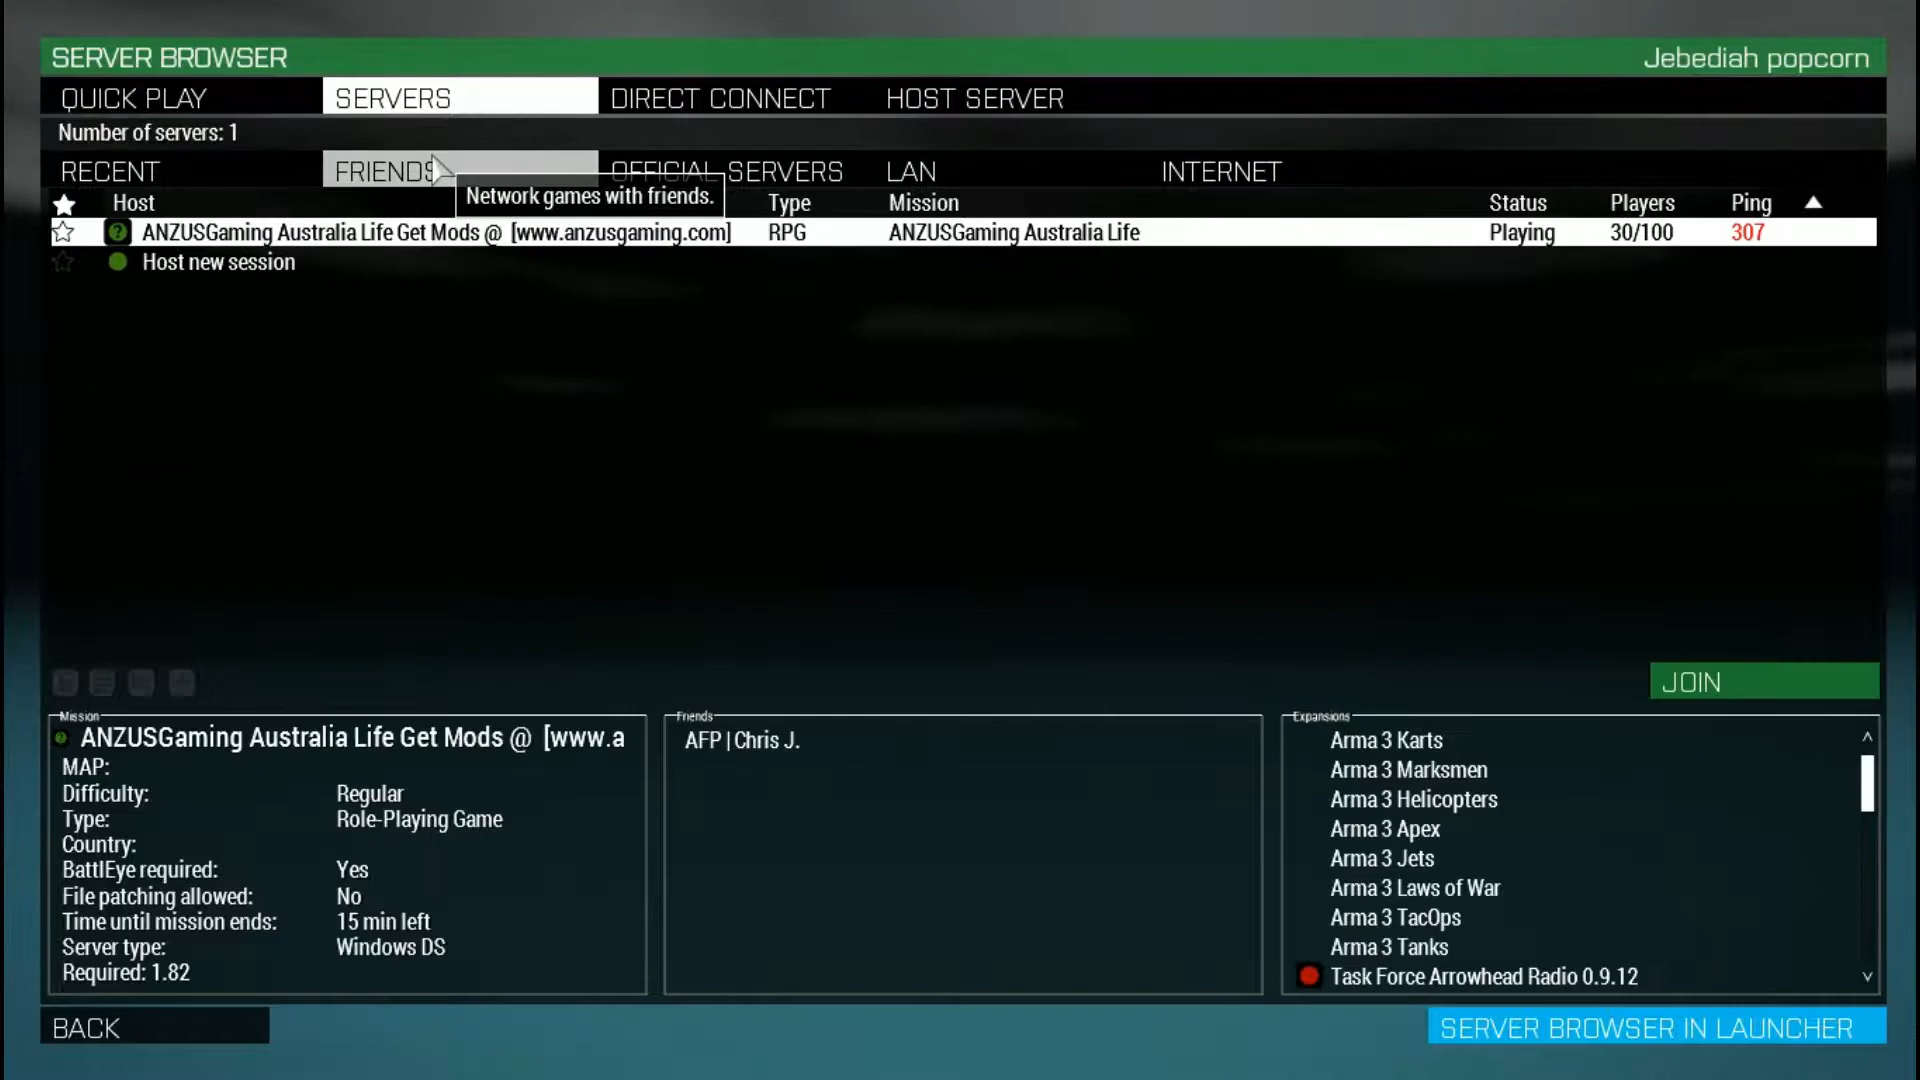 SERVER BROWSER Jebediah popcorn
QUICK PLAY SERVERS DIRECT CONNECT HOST SERVER
Number of servers: 1
RECENT FRIENDS OFFICIAL SERVERS LAN INTERNET
Network games with friends.
Host Type Mission Status Players Ping
ANZUSGaming Australia Life Get Mods @ [www.anzusgaming.com] RPG ANZUSGaming Australia Life Playing 30/100 307
Host new session
JOIN
Mission
ANZUSGaming Australia Life Get Mods @ [www.a
MAP:
Difficulty: Regular
Type: Role-Playing Game
Country:
BattlEye required: Yes
File patching allowed: No
Time until mission ends: 15 min left
Server type: Windows DS
Required: 1.82
Friends
AFP | Chris J.
Expansions
Arma 3 Karts
Arma 3 Marksmen
Arma 3 Helicopters
Arma 3 Apex
Arma 3 Jets
Arma 3 Laws of War
Arma 3 TacOps
Arma 3 Tanks
Task Force Arrowhead Radio 0.9.12
BACK SERVER BROWSER IN LAUNCHER